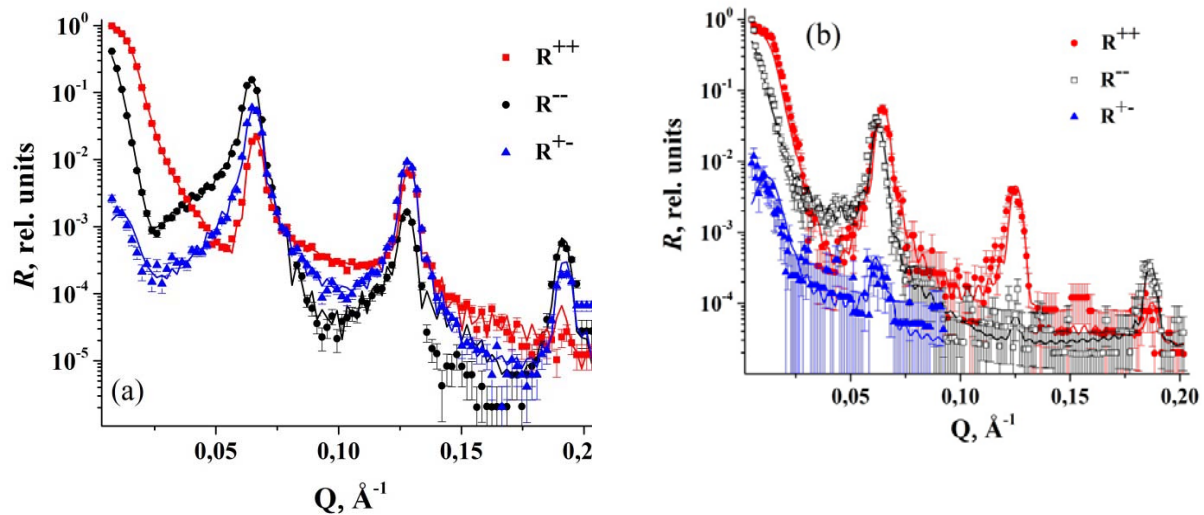 10⁰
10⁻¹
10⁻²
10⁻³
10⁻⁴
10⁻⁵
R, rel. units
R⁺⁺
R⁻⁻
R⁺⁻
(a)
0,05
0,10
0,15
0,2
Q, Å⁻¹
10⁰
10⁻¹
10⁻²
10⁻³
10⁻⁴
R, rel. units
(b)
R⁺⁺
R⁻⁻
R⁺⁻
0,05
0,10
0,15
0,20
Q, Å⁻¹